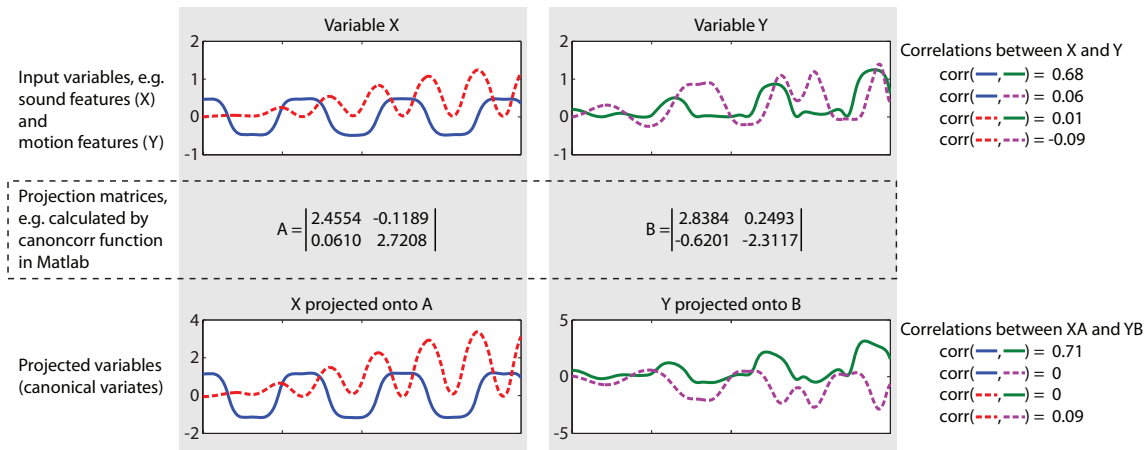 Variable X
Variable Y
Input variables, e.g.
sound features (X)
and
motion features (Y)
2
1
0
-1
2
1
0
-1
Correlations between X and Y
corr( , ) = 0.68
corr( , ) = 0.06
corr( , ) = 0.01
corr( , ) = -0.09
Projection matrices,
e.g. calculated by
canoncorr function
in Matlab
A = 2.4554 -0.1189
0.0610 2.7208
B = 2.8384 0.2493
-0.6201 -2.3117
X projected onto A
Y projected onto B
Projected variables
(canonical variates)
4
2
0
-2
5
0
-5
Correlations between XA and YB
corr( , ) = 0.71
corr( , ) = 0
corr( , ) = 0
corr( , ) = 0.09